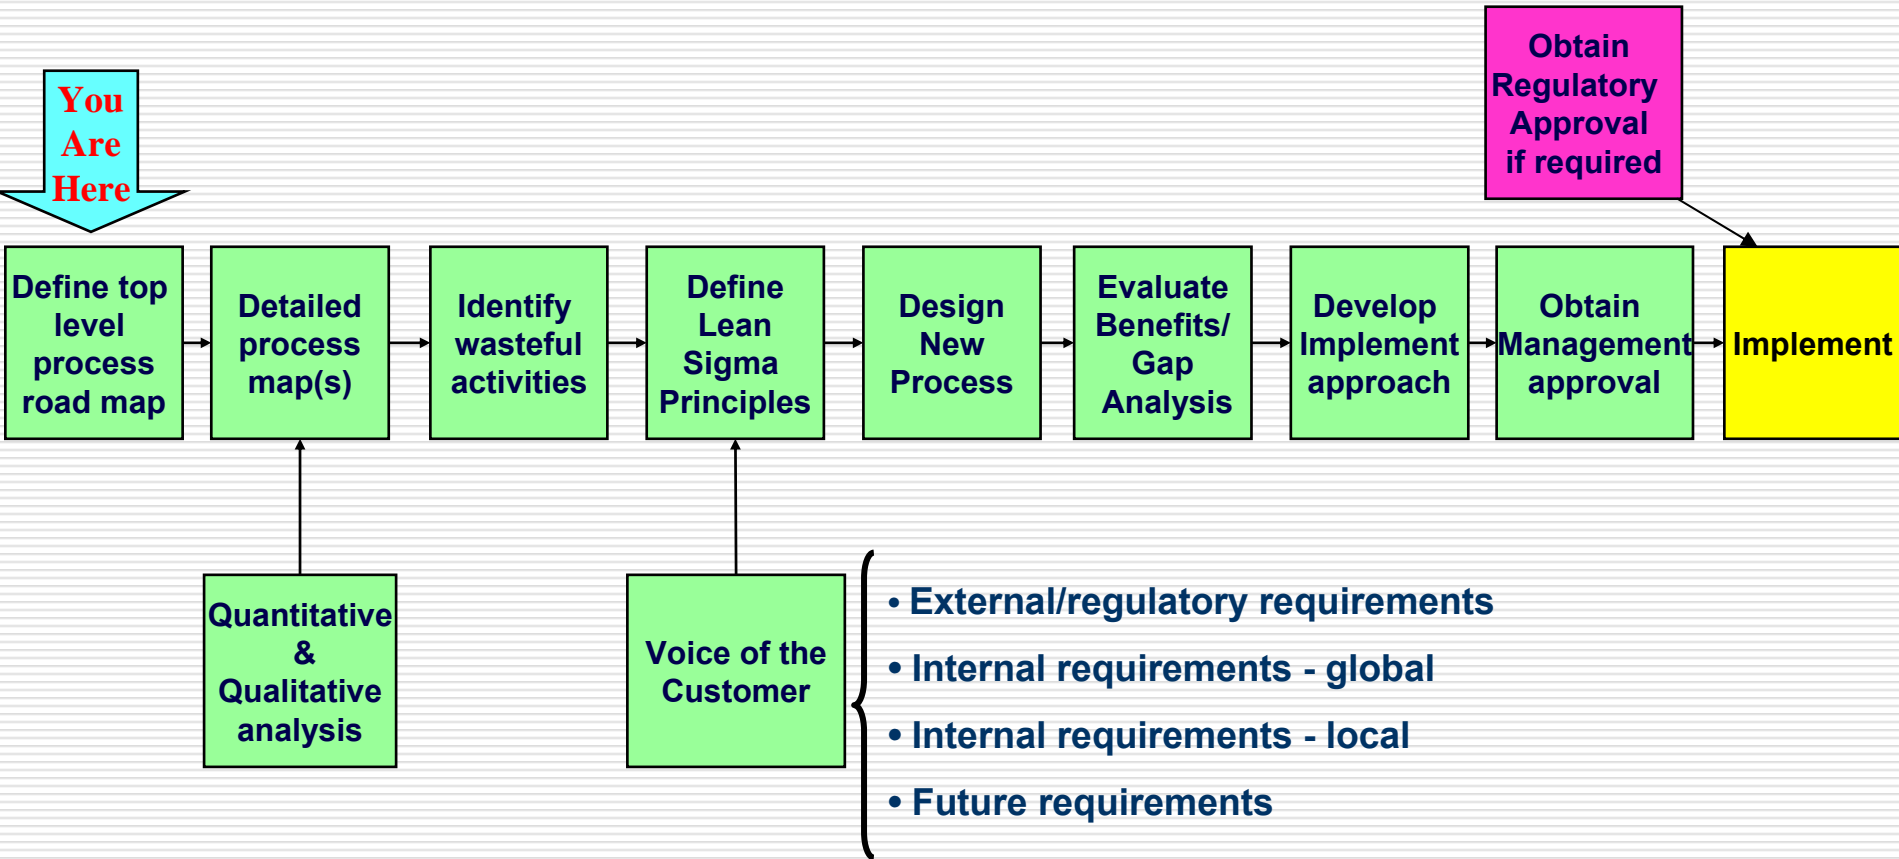 Obtain
Regulatory
Approval
if required
You
Are
Here
Define top
level
process
road map
Detailed
process
map(s)
Identify
wasteful
activities
Define
Lean
Sigma
Principles
Design
New
Process
Evaluate
Benefits/
Gap
Analysis
Develop
Implement
approach
Obtain
Management
approval
Implement
Quantitative
&
Qualitative
analysis
Voice of the
Customer
• External/regulatory requirements
• Internal requirements - global
• Internal requirements - local
• Future requirements